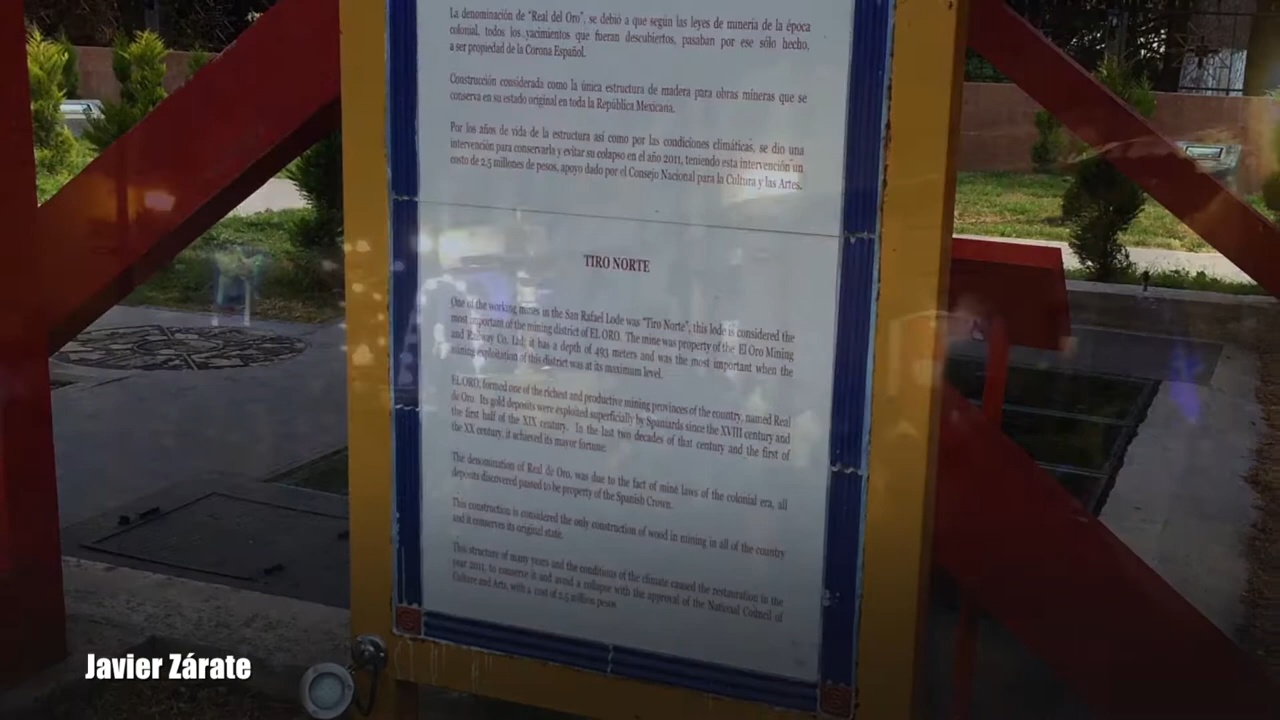 La denominación de "Real del Oro", se debió a que según las leyes de minería de la época
colonial, todos los yacimientos que fueran descubiertos, pasaban por ese sólo hecho,
a ser propiedad de la Corona Español.
Construcción considerada como la única estructura de madera para obras mineras que se
conserva en su estado original en toda la República Mexicana.
Por los años de vida de la estructura así como por las condiciones climáticas, se dio una
intervención para conservarla y evitar su colapso en el año 2011, teniendo esta intervención un
costo de 2.5 millones de pesos, apoyo dado por el Consejo Nacional para la Cultura y las Artes.
TIRO NORTE
One of the working mines in the San Rafael Lode was "Tiro Norte", this lode is considered the
most important of the mining district of EL ORO. The mine was property of the El Oro Mining
and Railway Co. Ltd; it has a depth of 493 meters and was the most important when the
mining exploitation of this district was at its maximum level.
EL ORO, formed one of the richest and productive mining provinces of the country, named Real
de Oro. Its gold deposits were exploited superficially by Spaniards since the XVIII century and
the first half of the XIX century. In the last two decades of that century and the first of
the XX century, it achieved its mayor fortune.
The denomination of Real de Oro, was due to the fact of mine laws of the colonial era, all
deposits discovered passed to be property of the Spanish Crown.
This construction is considered the only construction of wood in mining in all of the country
and it conserves its original state.
This structure of many years and the conditions of the climate caused the restauration in the
year 2011, to conserve it and avoid a collapse with the approval of the National Council of
Culture and Arts, with a cost of 2.5 million pesos
Javier Zárate